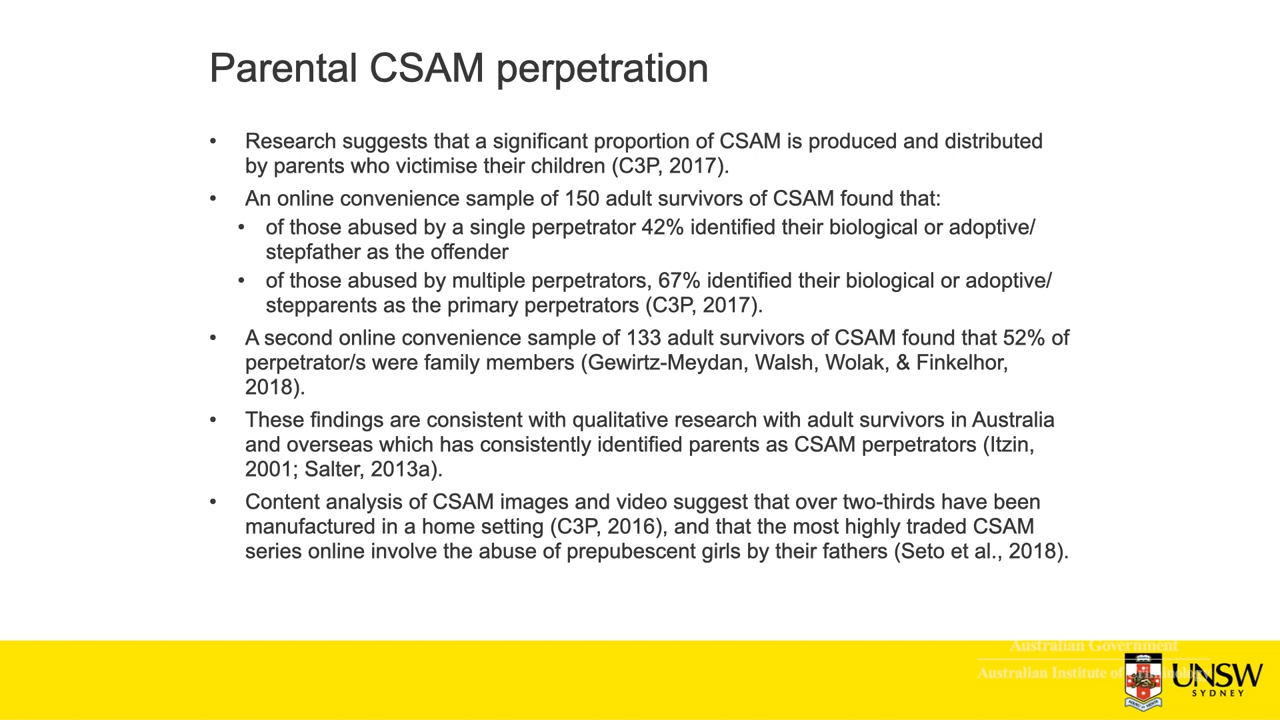 Parental CSAM perpetration
• Research suggests that a significant proportion of CSAM is produced and distributed
by parents who victimise their children (C3P, 2017).
• An online convenience sample of 150 adult survivors of CSAM found that:
• of those abused by a single perpetrator 42% identified their biological or adoptive/
stepfather as the offender
• of those abused by multiple perpetrators, 67% identified their biological or adoptive/
stepparents as the primary perpetrators (C3P, 2017).
• A second online convenience sample of 133 adult survivors of CSAM found that 52% of
perpetrator/s were family members (Gewirtz-Meydan, Walsh, Wolak, & Finkelhor,
2018).
• These findings are consistent with qualitative research with adult survivors in Australia
and overseas which has consistently identified parents as CSAM perpetrators (Itzin,
2001; Salter, 2013a).
• Content analysis of CSAM images and video suggest that over two-thirds have been
manufactured in a home setting (C3P, 2016), and that the most highly traded CSAM
series online involve the abuse of prepubescent girls by their fathers (Seto et al., 2018).
Australian Government
Australian Institute of
UNSW
SYDNEY